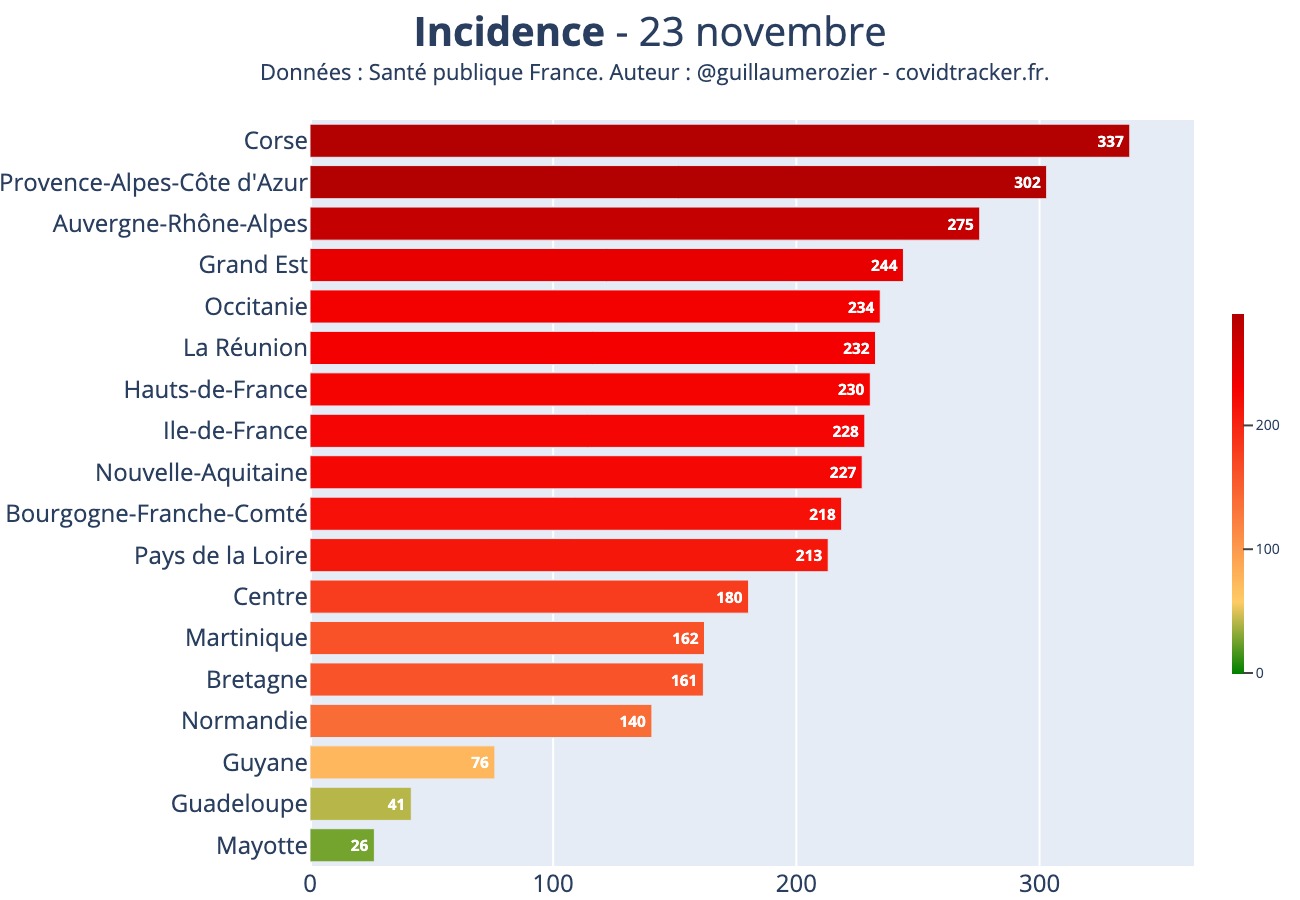 Incidence - 23 novembre
Données : Santé publique France. Auteur : @guillaumerozier - covidtracker.fr.
Corse 337
Provence-Alpes-Côte d'Azur 302
Auvergne-Rhône-Alpes 275
Grand Est 244
Occitanie 234
La Réunion 232
Hauts-de-France 230
Ile-de-France 228
Nouvelle-Aquitaine 227
Bourgogne-Franche-Comté 218
Pays de la Loire 213
Centre 180
Martinique 162
Bretagne 161
Normandie 140
Guyane 76
Guadeloupe 41
Mayotte 26
0 100 200 300
200
100
0